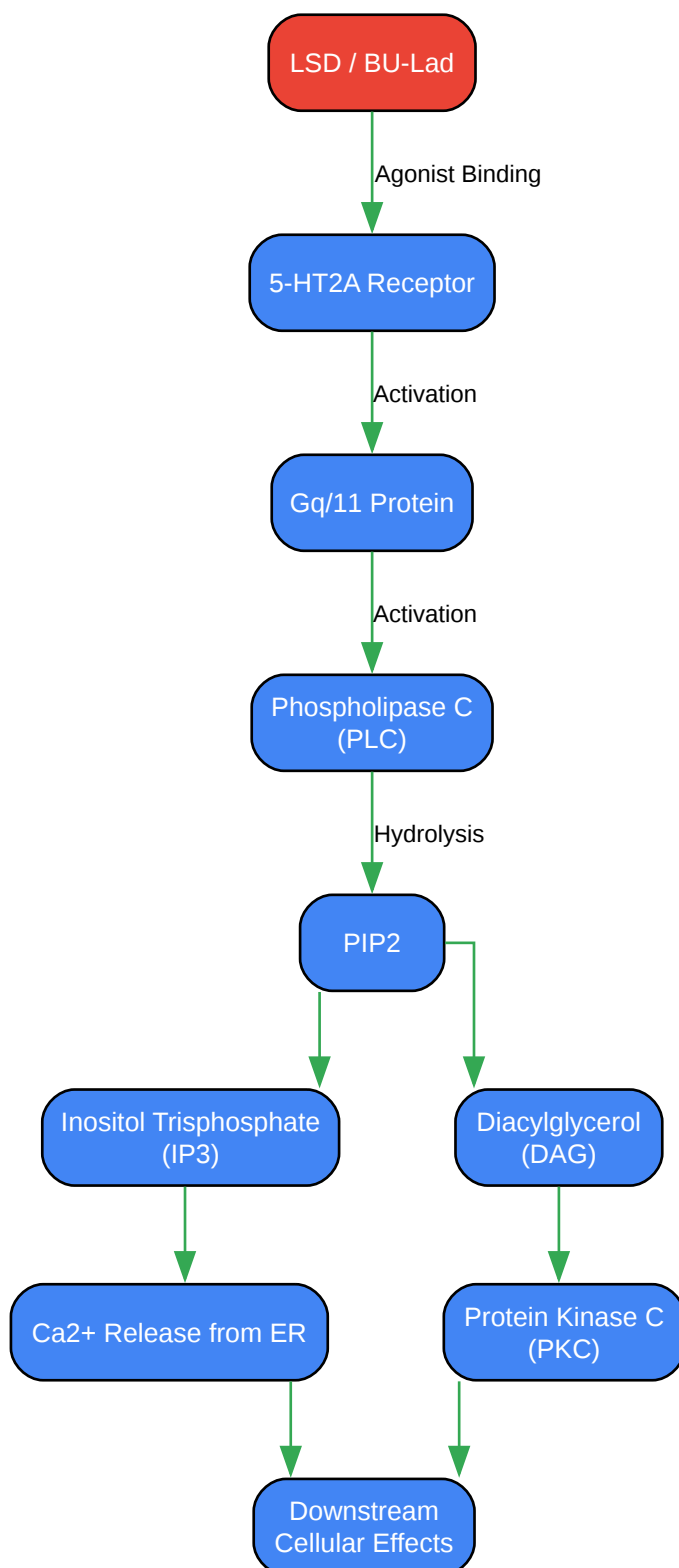 LSD / BU-Lad
Agonist Binding
5-HT2A Receptor
Activation
Gq/11 Protein
Activation
Phospholipase C
(PLC)
Hydrolysis
PIP2
Inositol Trisphosphate
(IP3)
Diacylglycerol
(DAG)
Ca2+ Release from ER
Protein Kinase C
(PKC)
Downstream
Cellular Effects